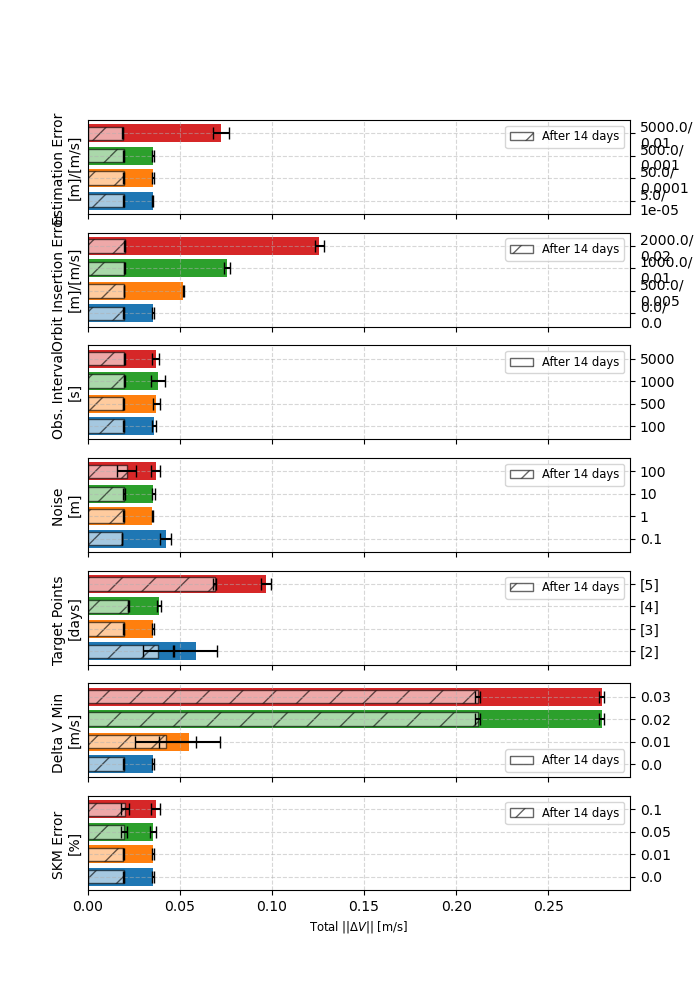 Estimation Error
[m]/[m/s]
After 14 days
5000.0/
0.01
500.0/
0.001
50.0/
0.0001
5.0/
1e-05
Orbit Insertion Error
[m]/[m/s]
After 14 days
2000.0/
0.02
1000.0/
0.01
500.0/
0.005
0.0/
0.0
Obs. Interval
[s]
After 14 days
5000
1000
500
100
Noise
[m]
After 14 days
100
10
1
0.1
Target Points
[days]
After 14 days
[5]
[4]
[3]
[2]
Delta V Min
[m/s]
After 14 days
0.03
0.02
0.01
0.0
SKM Error
[%]
After 14 days
0.1
0.05
0.01
0.0
0.00 0.05 0.10 0.15 0.20 0.25
Total ||ΔV|| [m/s]